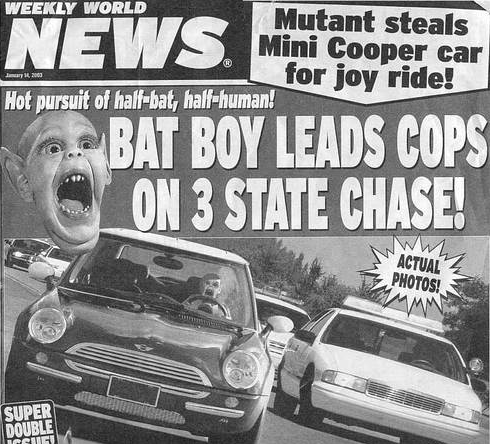 WEEKLY WORLD
NEWS®
January 14, 2003
Mutant steals
Mini Cooper car
for joy ride!
Hot pursuit of half-bat, half-human!
BAT BOY LEADS COPS
ON 3 STATE CHASE!
ACTUAL
PHOTOS!
SUPER
DOUBLE
ISSUE!